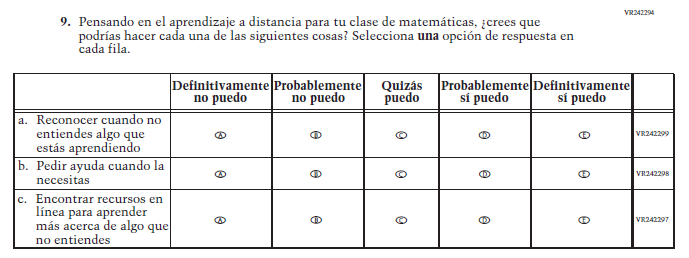 VR242294
9. Pensando en el aprendizaje a distancia para tu clase de matemáticas, ¿crees que
podrías hacer cada una de las siguientes cosas? Selecciona una opción de respuesta en
cada fila.
Definitivamente no puedo
Probablemente no puedo
Quizás puedo
Probablemente sí puedo
Definitivamente sí puedo
a. Reconocer cuando no
entiendes algo que
estás aprendiendo
A B C D E VR242299
b. Pedir ayuda cuando la
necesitas
A B C D E VR242298
c. Encontrar recursos en
línea para aprender
más acerca de algo que
no entiendes
A B C D E VR242297